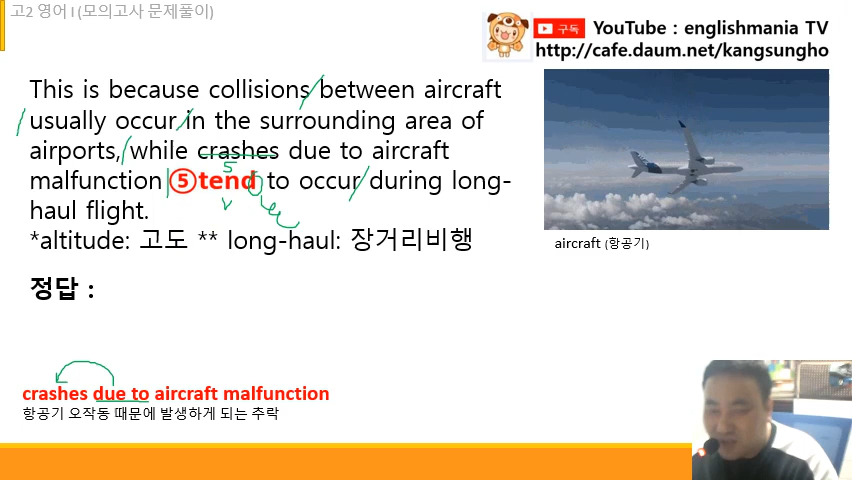 고2 영어 I (모의고사 문제풀이)
구독
YouTube : englishmania TV
http://cafe.daum.net/kangsungho
This is because collisions between aircraft
usually occur in the surrounding area of
airports, while crashes due to aircraft
malfunction ⑤tend to occur during long-
haul flight.
*altitude: 고도 ** long-haul: 장거리비행
aircraft (항공기)
정답 :
crashes due to aircraft malfunction
항공기 오작동 때문에 발생하게 되는 추락